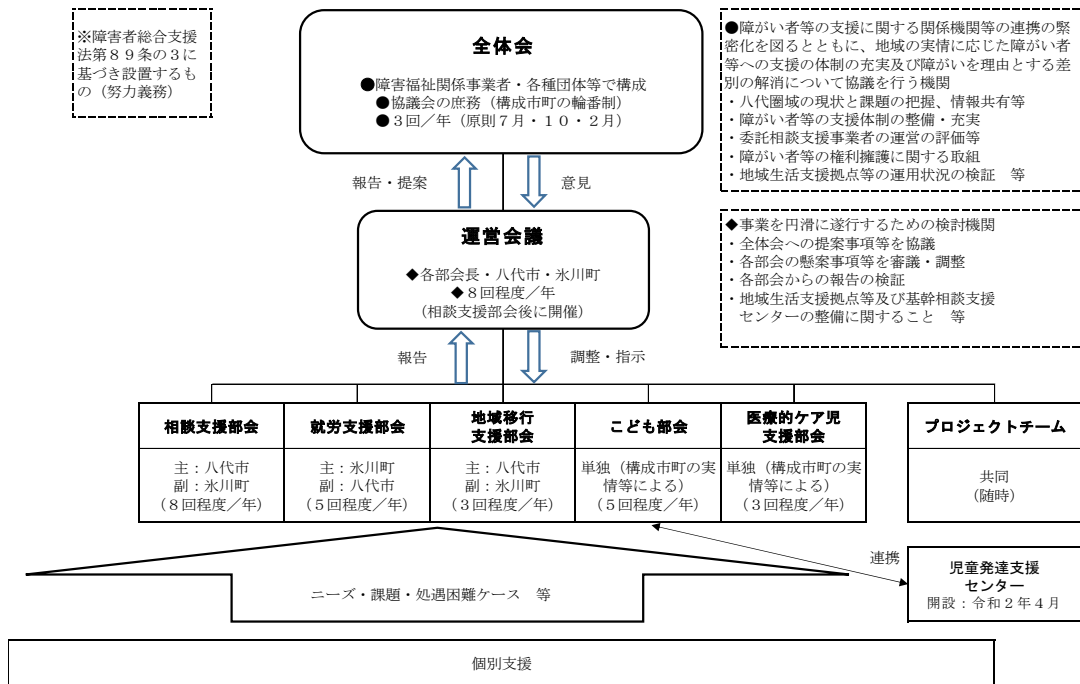 ※障害者総合支援
法第８９条の３に
基づき設置するも
の（努力義務）
全体会
●障害福祉関係事業者・各種団体等で構成
●協議会の庶務（構成市町の輪番制）
●３回／年（原則７月・１０・２月）
●障がい者等の支援に関する関係機関等の連携の緊
密化を図るとともに、地域の実情に応じた障がい者
等への支援の体制の充実及び障がいを理由とする差
別の解消について協議を行う機関
・八代圏域の現状と課題の把握、情報共有等
・障がい者等の支援体制の整備・充実
・委託相談支援事業者の運営の評価等
・障がい者等の権利擁護に関する取組
・地域生活支援拠点等の運用状況の検証　等
報告・提案
意見
運営会議
◆各部会長・八代市・氷川町
◆８回程度／年
（相談支援部会後に開催）
◆事業を円滑に遂行するための検討機関
・全体会への提案事項等を協議
・各部会の懸案事項等を審議・調整
・各部会からの報告の検証
・地域生活支援拠点等及び基幹相談支援
センターの整備に関すること　等
報告
調整・指示
相談支援部会
主：八代市
副：氷川町
（８回程度／年）
就労支援部会
主：氷川町
副：八代市
（５回程度／年）
地域移行
支援部会
主：八代市
副：氷川町
（３回程度／年）
こども部会
単独（構成市町の実
情等による）
（５回程度／年）
医療的ケア児
支援部会
単独（構成市町の実
情等による）
（３回程度／年）
プロジェクトチーム
共同
（随時）
連携
児童発達支援
センター
開設：令和２年４月
ニーズ・課題・処遇困難ケース　等
個別支援